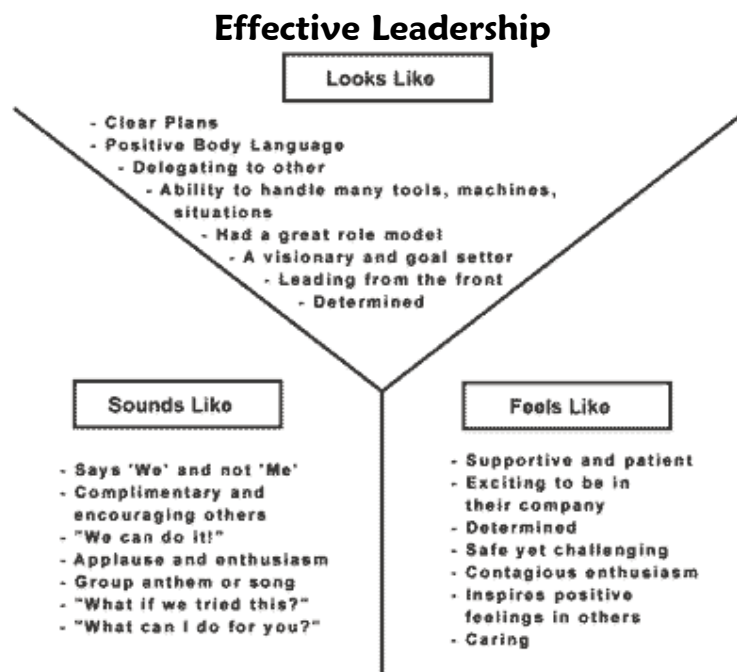 Effective Leadership
Looks Like
- Clear Plans
- Positive Body Language
- Delegating to other
- Ability to handle many tools, machines,
situations
- Had a great role model
- A visionary and goal setter
- Leading from the front
- Determined
Sounds Like
- Says 'We' and not 'Me'
- Complimentary and
encouraging others
- "We can do it!"
- Applause and enthusiasm
- Group anthem or song
- "What if we tried this?"
- "What can I do for you?"
Feels Like
- Supportive and patient
- Exciting to be in
their company
- Determined
- Safe yet challenging
- Contagious enthusiasm
- Inspires positive
feelings in others
- Caring